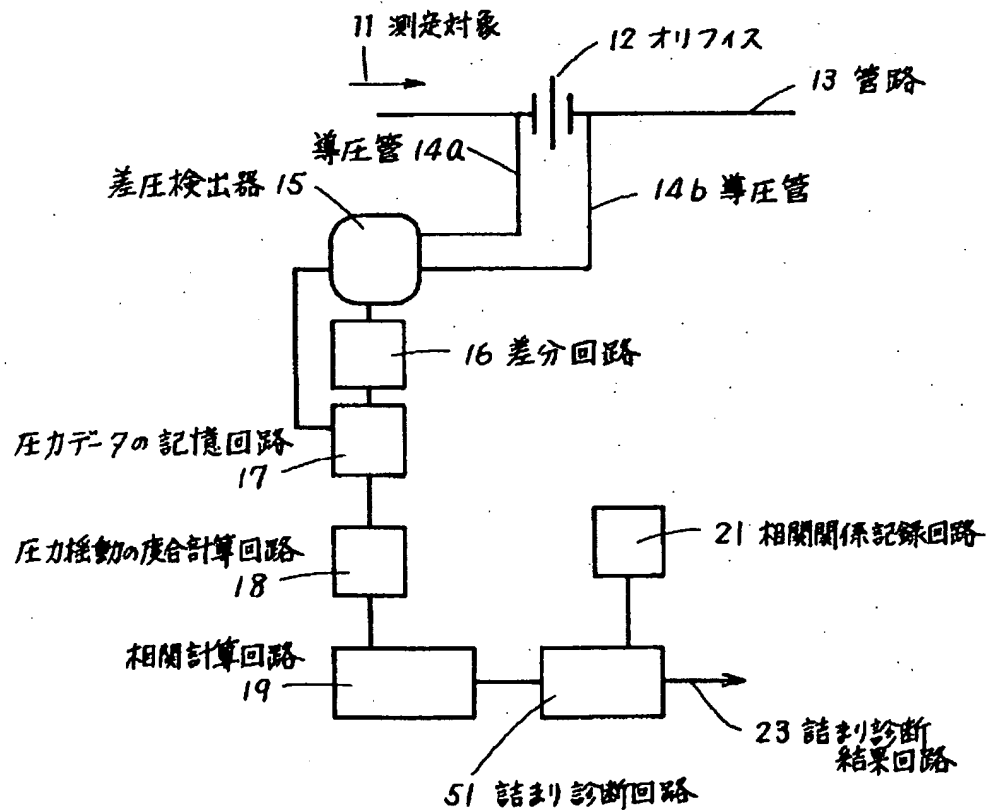 11 測定対象
12 オリフィス
13 管路
導圧管 14a
差圧検出器 15
14b 導圧管
16 差分回路
圧力データの記憶回路
17
圧力揺動の度合計算回路
18
21 相関関係記録回路
相関計算回路
19
23 詰まり診断
結果回路
51 詰まり診断回路